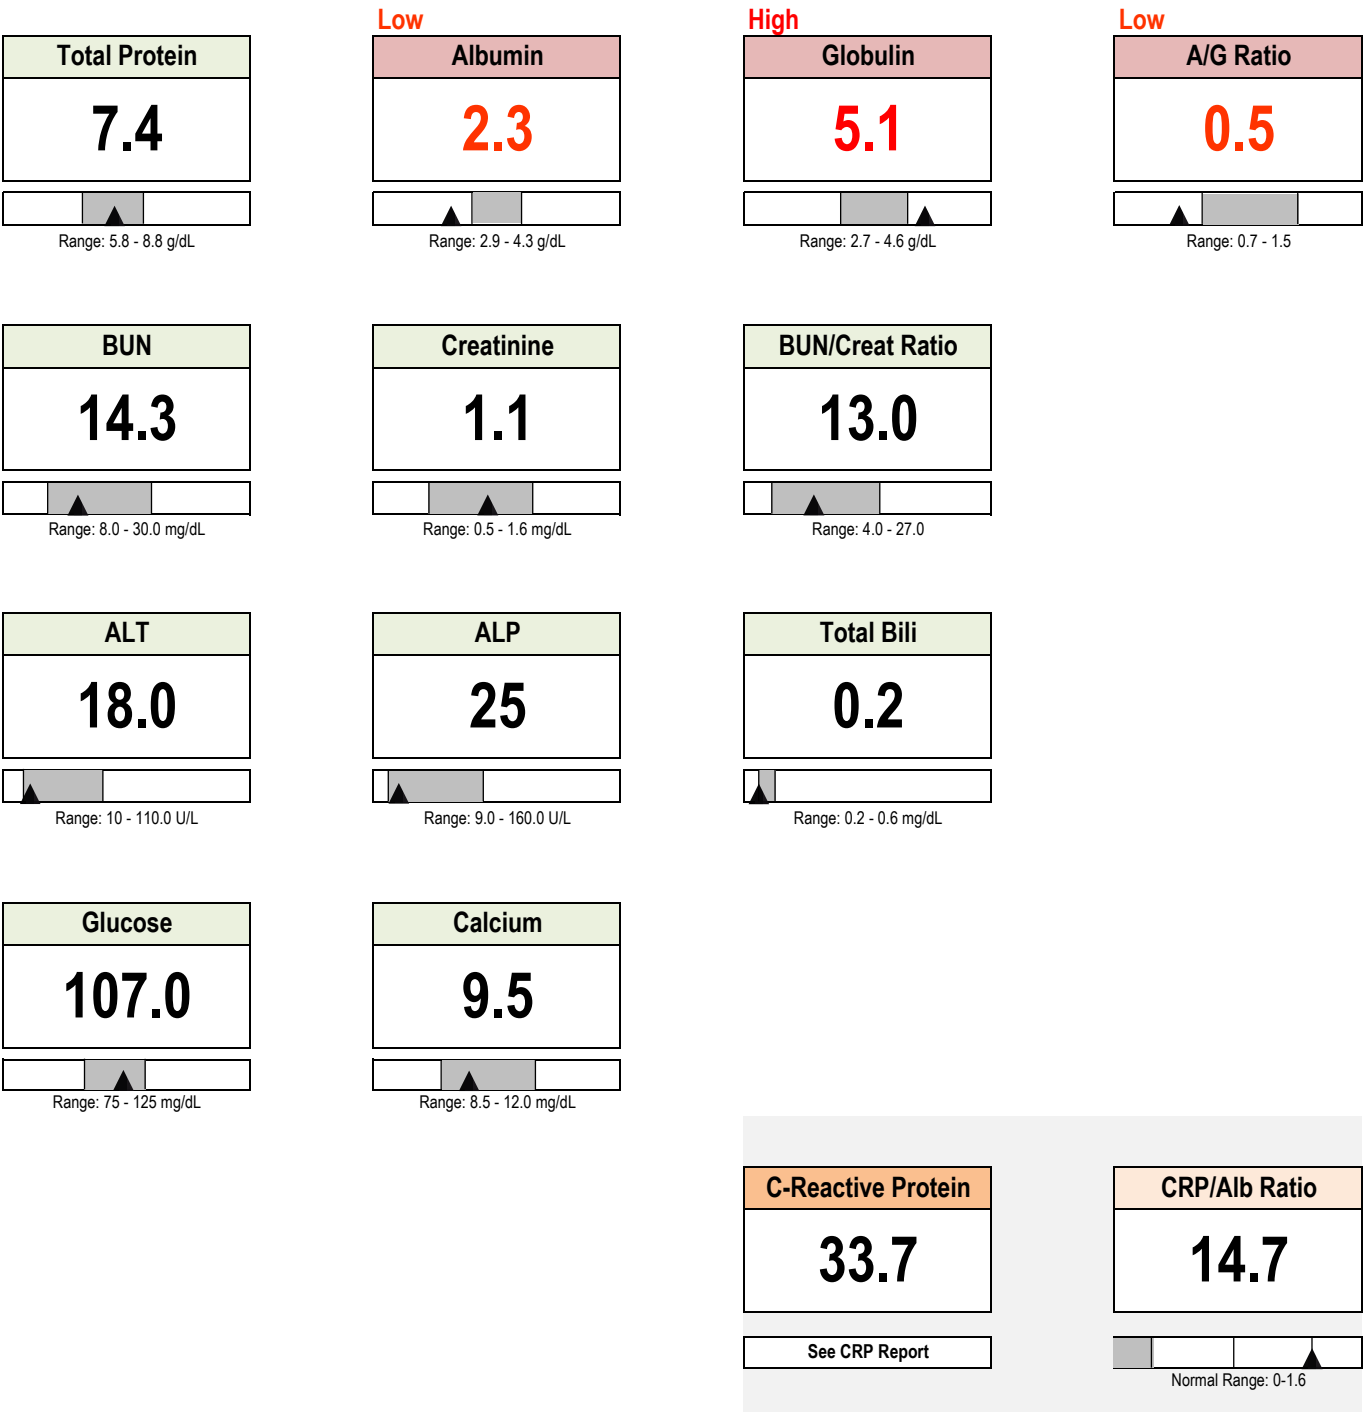 Low
High
Low
Total Protein
Albumin
Globulin
A/G Ratio
7.4
2.3
5.1
0.5
Range: 5.8 - 8.8 g/dL
Range: 2.9 - 4.3 g/dL
Range: 2.7 - 4.6 g/dL
Range: 0.7 - 1.5
BUN
Creatinine
BUN/Creat Ratio
14.3
1.1
13.0
Range: 8.0 - 30.0 mg/dL
Range: 0.5 - 1.6 mg/dL
Range: 4.0 - 27.0
ALT
ALP
Total Bili
18.0
25
0.2
Range: 10 - 110.0 U/L
Range: 9.0 - 160.0 U/L
Range: 0.2 - 0.6 mg/dL
Glucose
Calcium
107.0
9.5
Range: 75 - 125 mg/dL
Range: 8.5 - 12.0 mg/dL
C-Reactive Protein
CRP/Alb Ratio
33.7
14.7
See CRP Report
Normal Range: 0-1.6